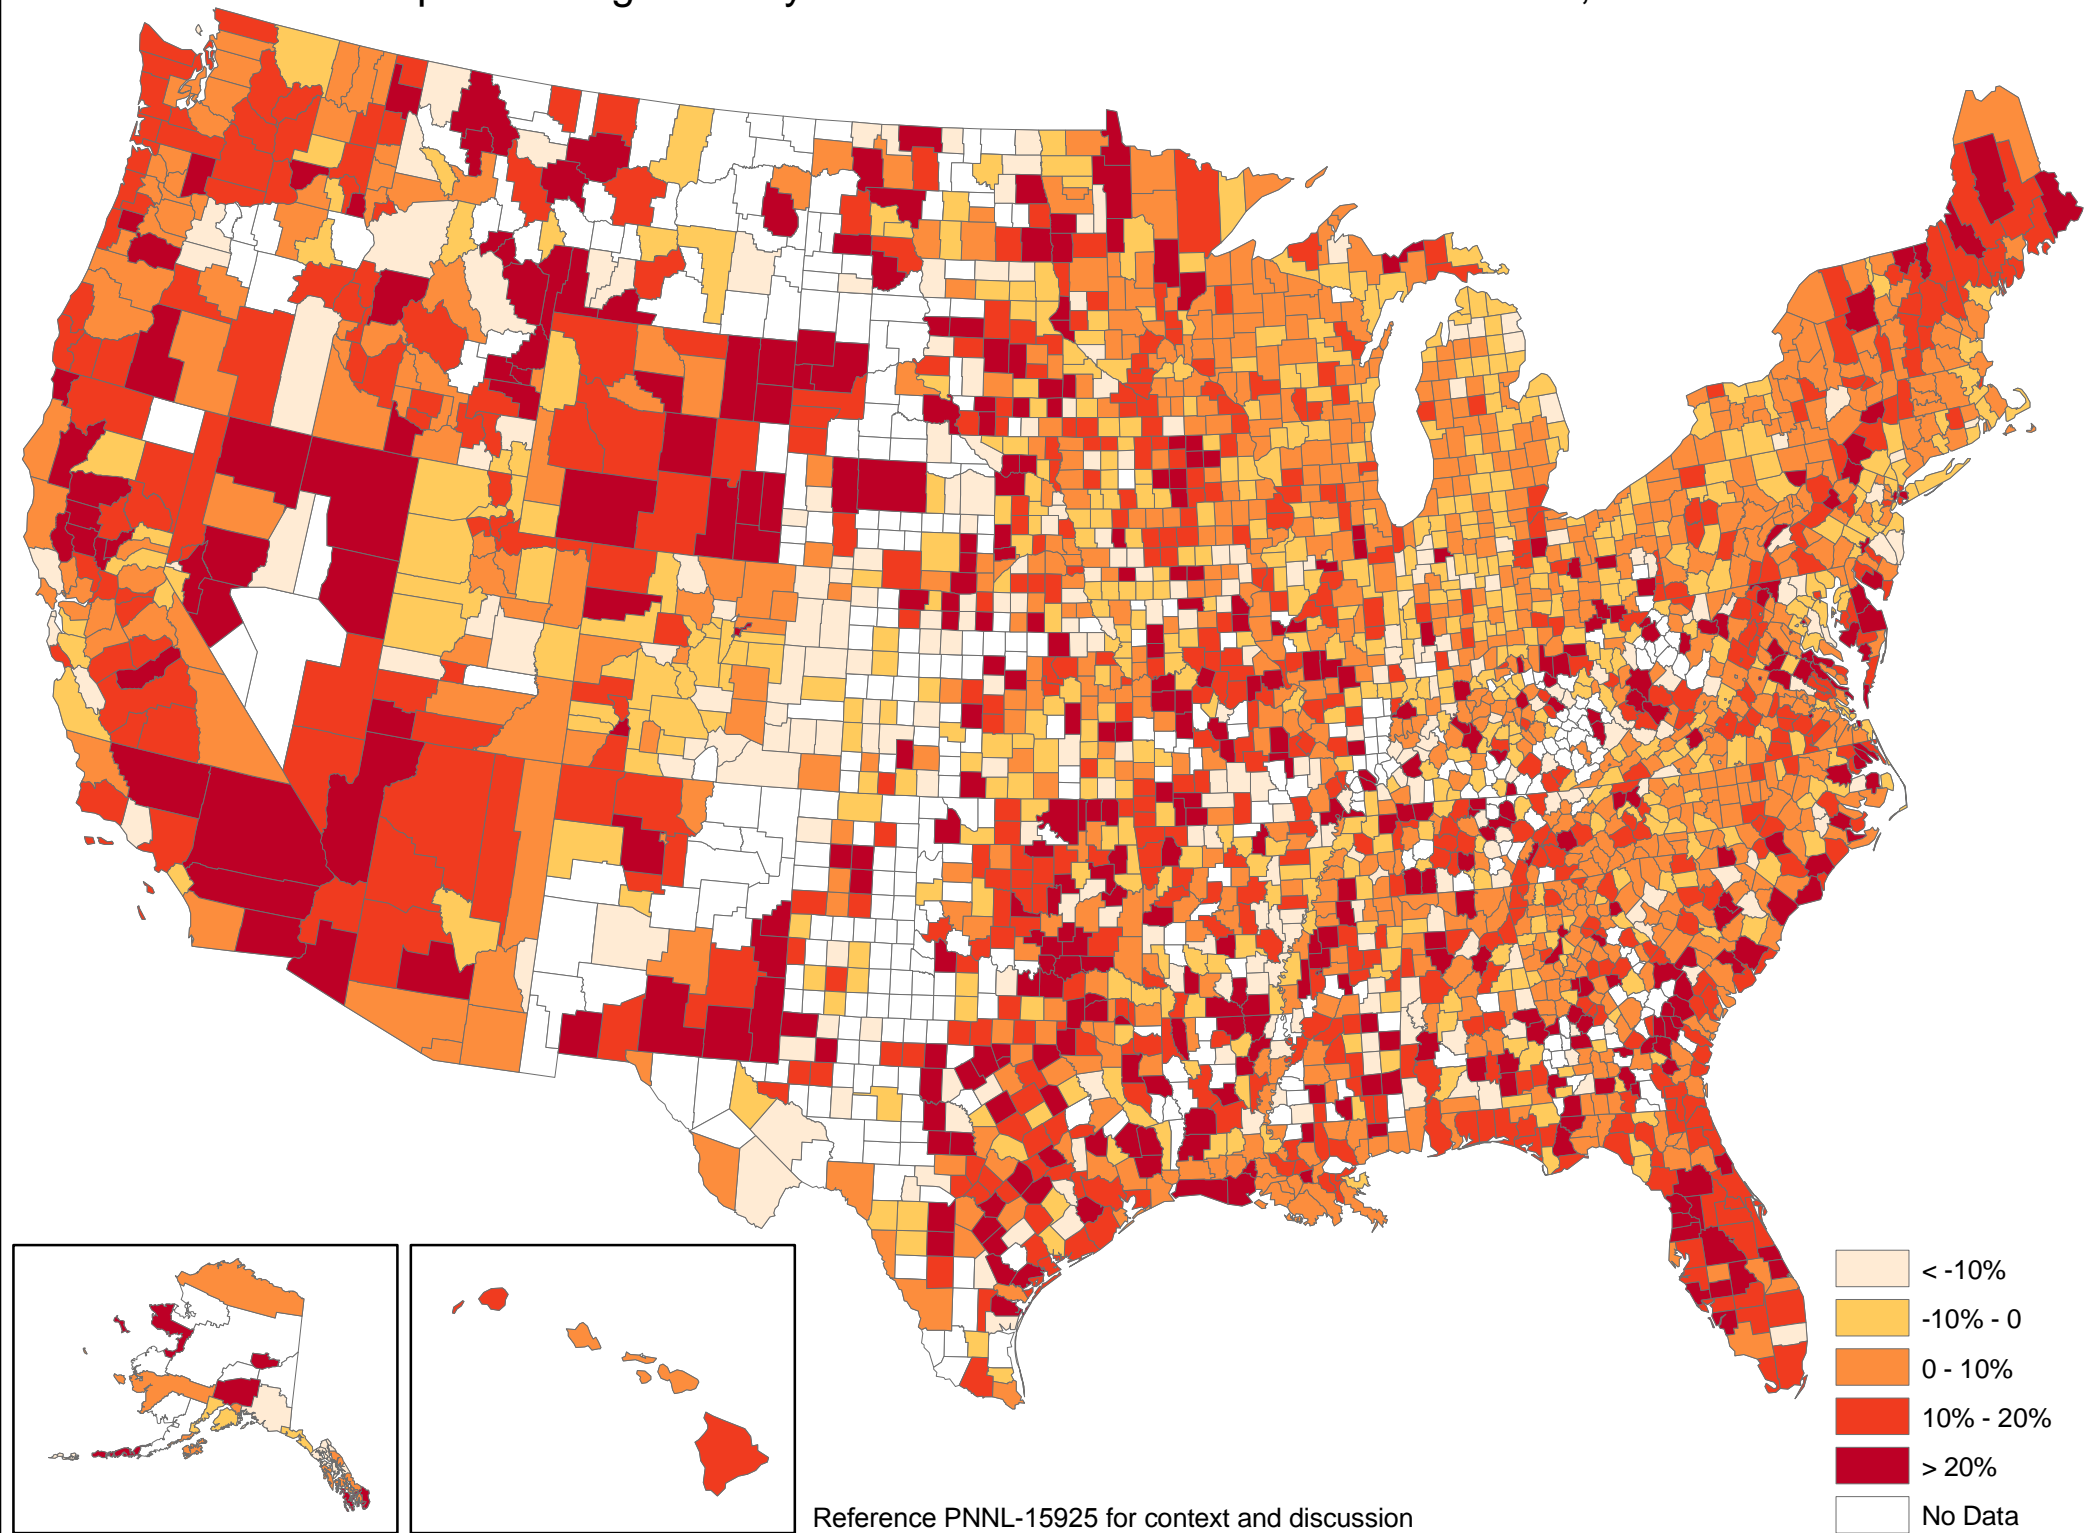 < -10%
-10% - 0
0 - 10%
10% - 20%
> 20%
No Data
Reference PNNL-15925 for context and discussion